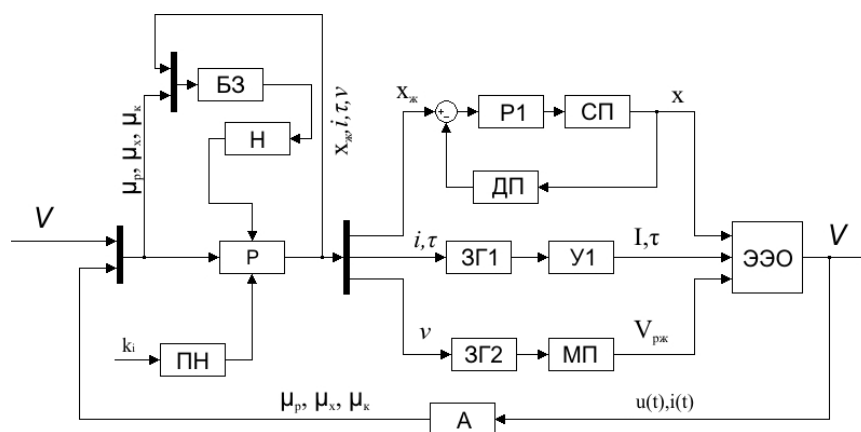 БЗ
Н
μр, μх, μк
xж, i, τ, ν
V
Р
kᵢ
ПН
xж
Р1
СП
x
ДП
i,τ
ЗГ1
У1
I,τ
ЭЭО
V
ν
ЗГ2
МП
Vрж
μр, μх, μк
А
u(t),i(t)